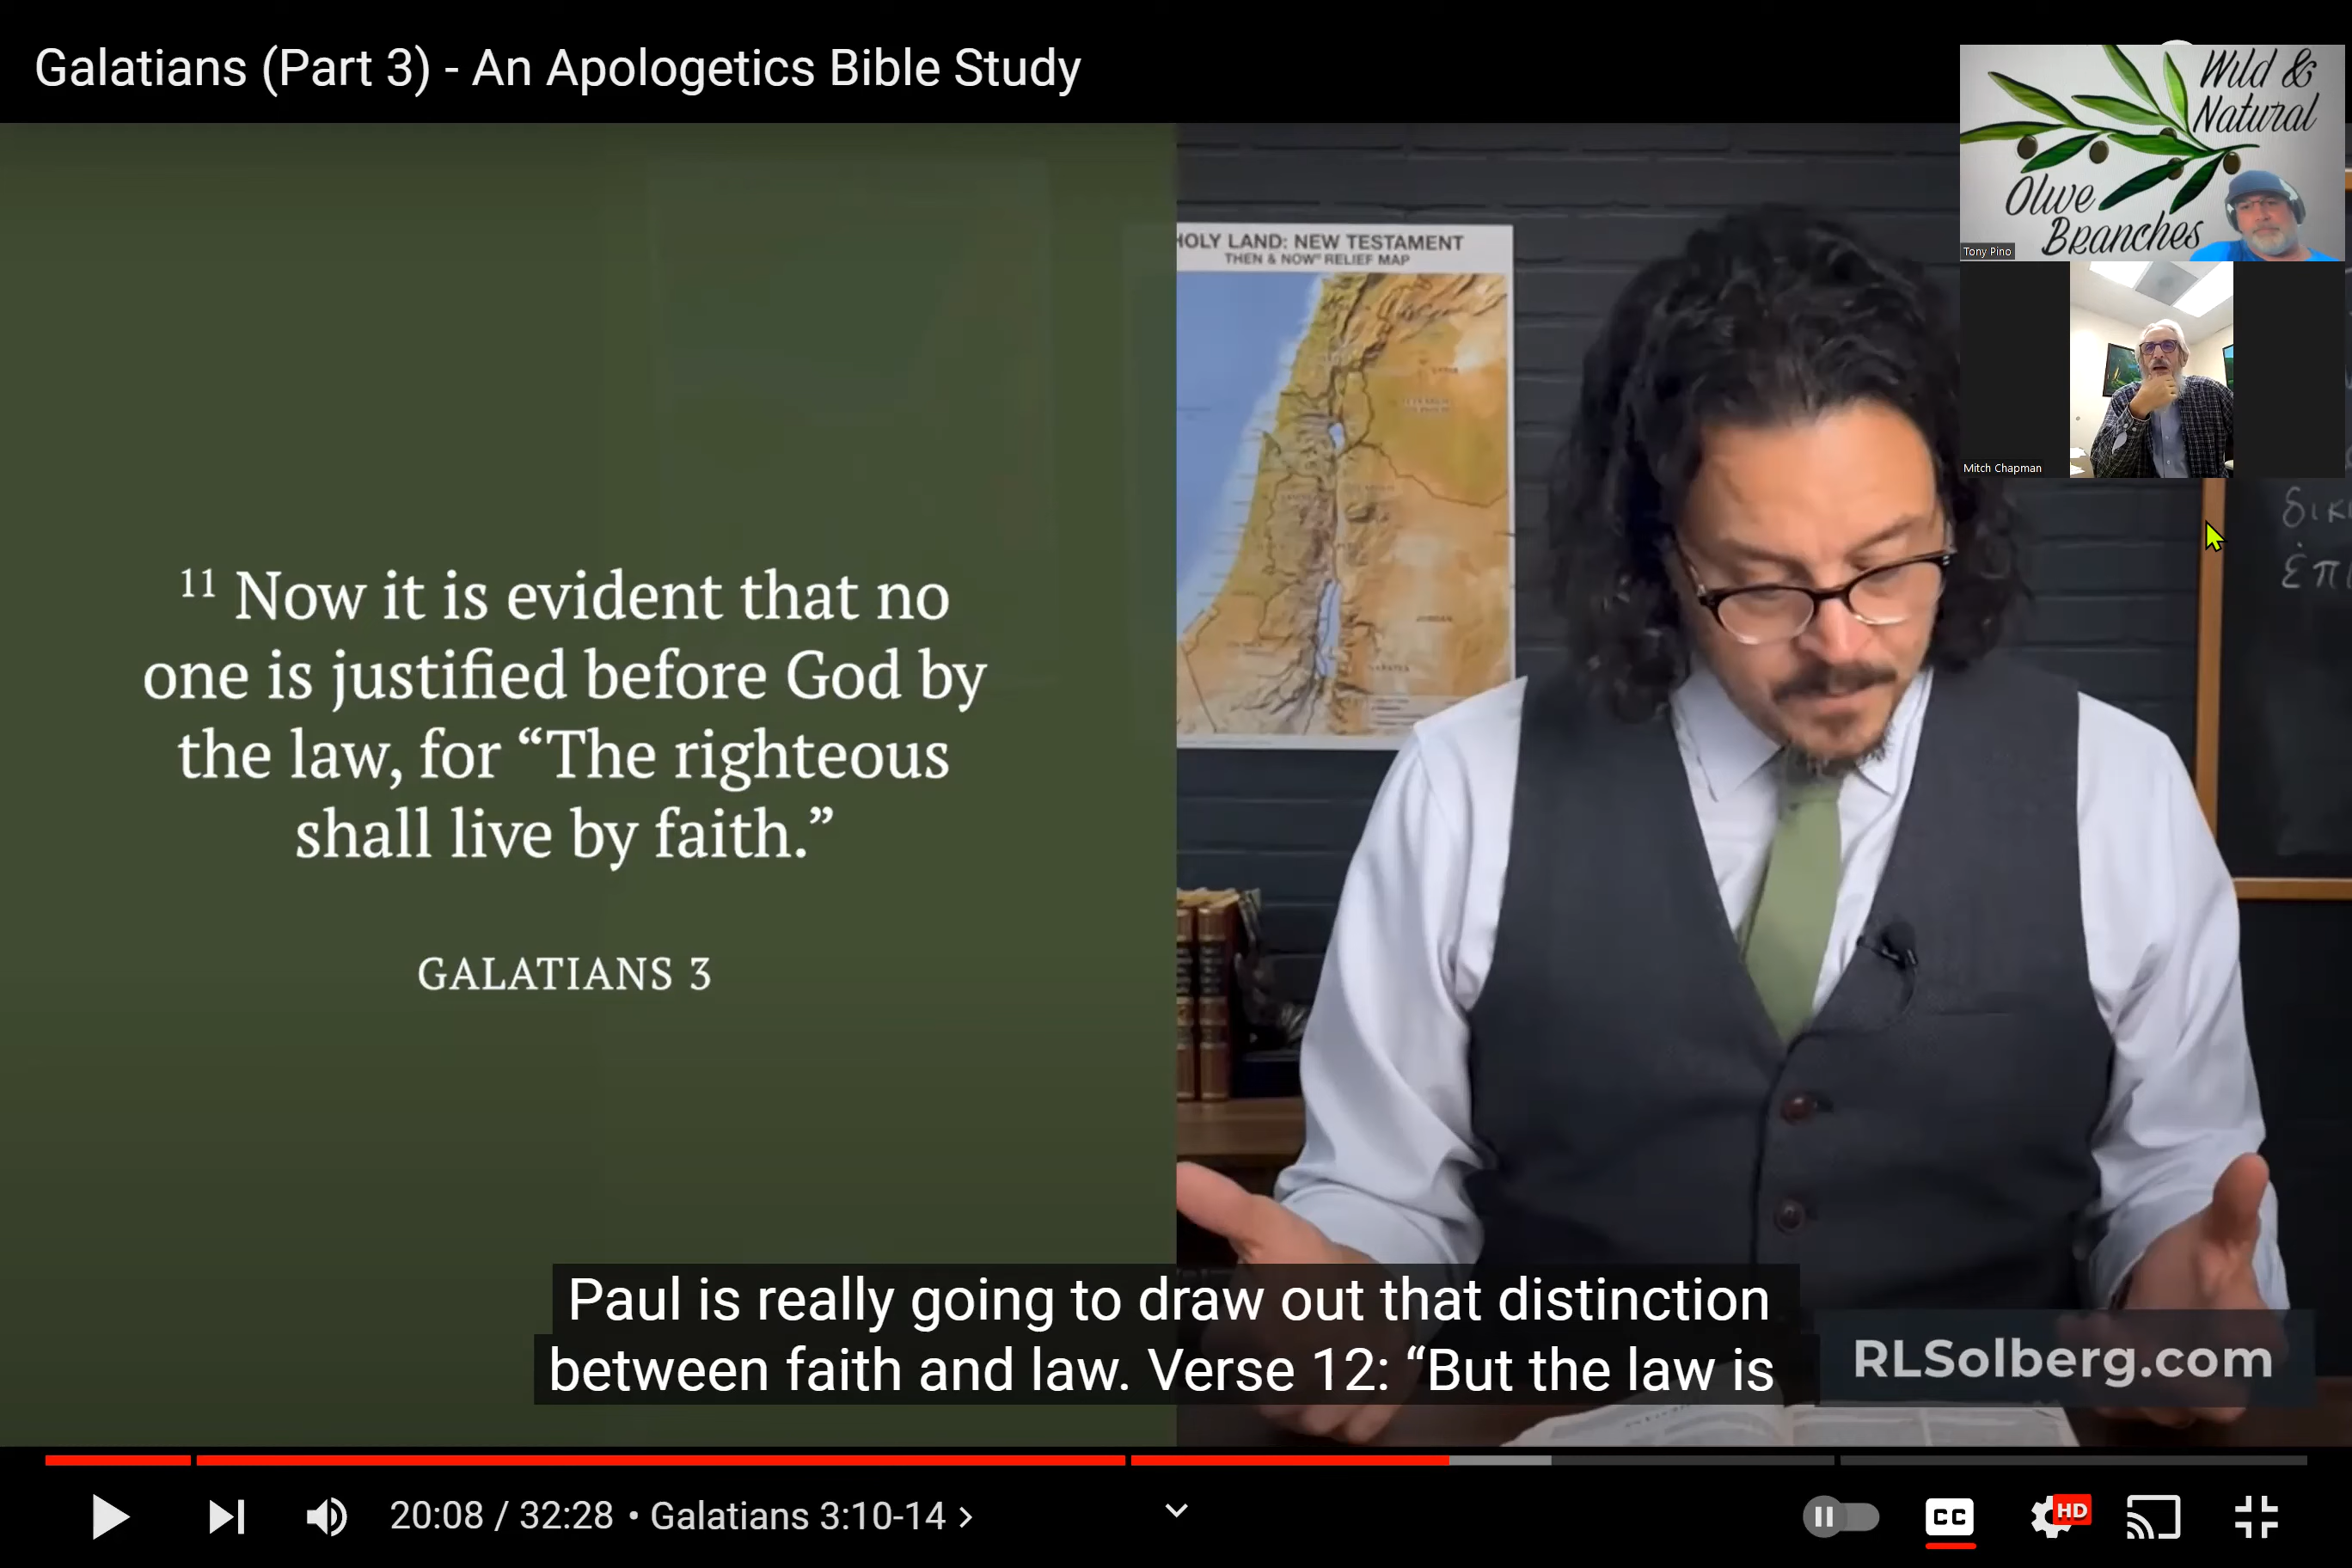 Galatians (Part 3) - An Apologetics Bible Study
Wild &
Natural
Olive
Branches
Tony Pino
Mitch Chapman
HOLY LAND: NEW TESTAMENT
THEN & NOW® RELIEF MAP
11 Now it is evident that no
one is justified before God by
the law, for “The righteous
shall live by faith.”
GALATIANS 3
Paul is really going to draw out that distinction
between faith and law. Verse 12: “But the law is
RLSolberg.com
20:08 / 32:28 • Galatians 3:10-14 >
CC
HD